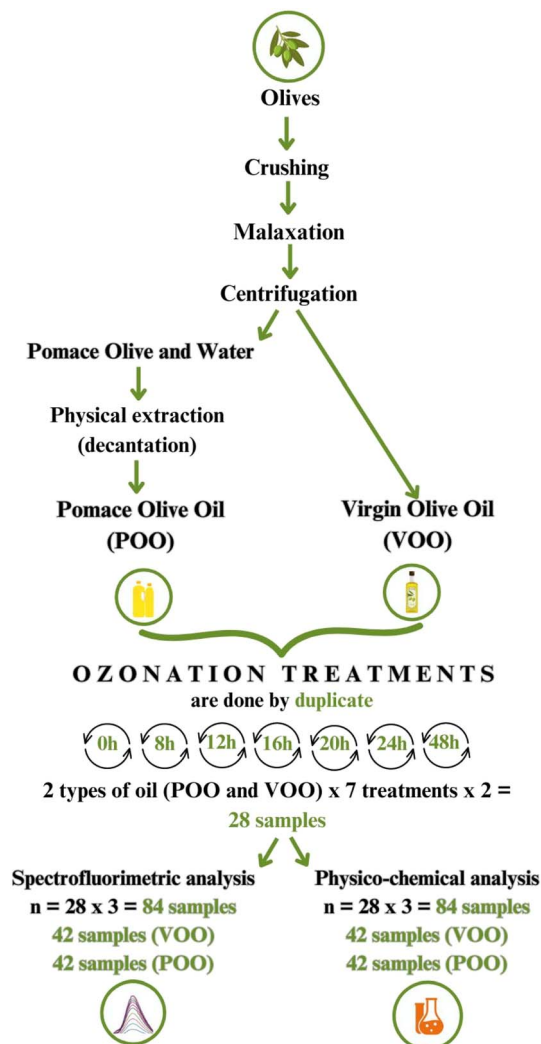 Olives
Crushing
Malaxation
Centrifugation
Pomace Olive and Water
Physical extraction
(decantation)
Pomace Olive Oil
(POO)
Virgin Olive Oil
(VOO)
OZONATION TREATMENTS
are done by duplicate
0h 8h 12h 16h 20h 24h 48h
2 types of oil (POO and VOO) x 7 treatments x 2 =
28 samples
Spectrofluorimetric analysis
n = 28 x 3 = 84 samples
42 samples (VOO)
42 samples (POO)
Physico-chemical analysis
n = 28 x 3 = 84 samples
42 samples (VOO)
42 samples (POO)